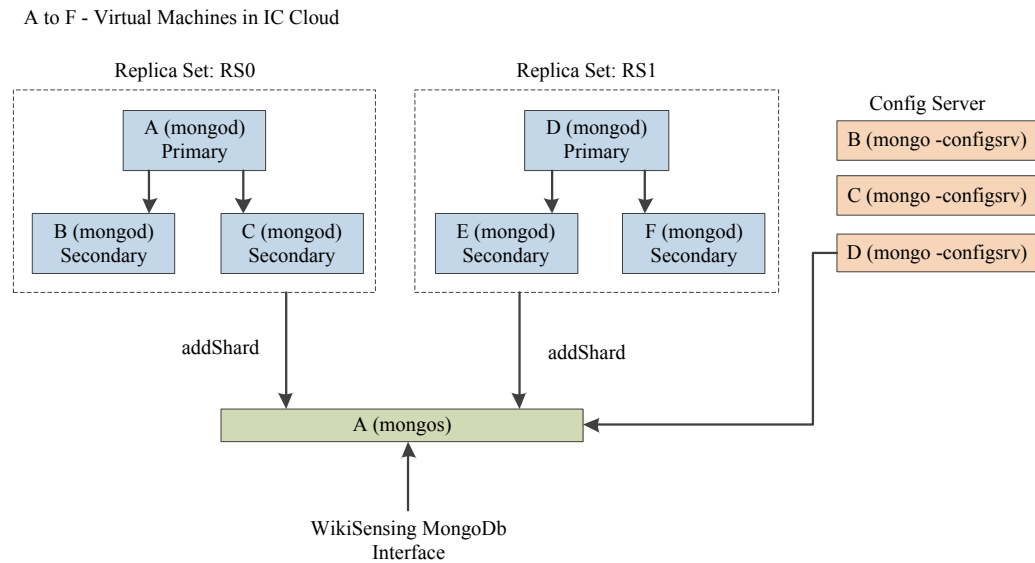 A to F - Virtual Machines in IC Cloud
Replica Set: RS0
Replica Set: RS1
Config Server
A (mongod)
Primary
D (mongod)
Primary
B (mongo -configsrv)
C (mongo -configsrv)
D (mongo -configsrv)
B (mongod)
Secondary
C (mongod)
Secondary
E (mongod)
Secondary
F (mongod)
Secondary
addShard
addShard
A (mongos)
WikiSensing MongoDb
Interface